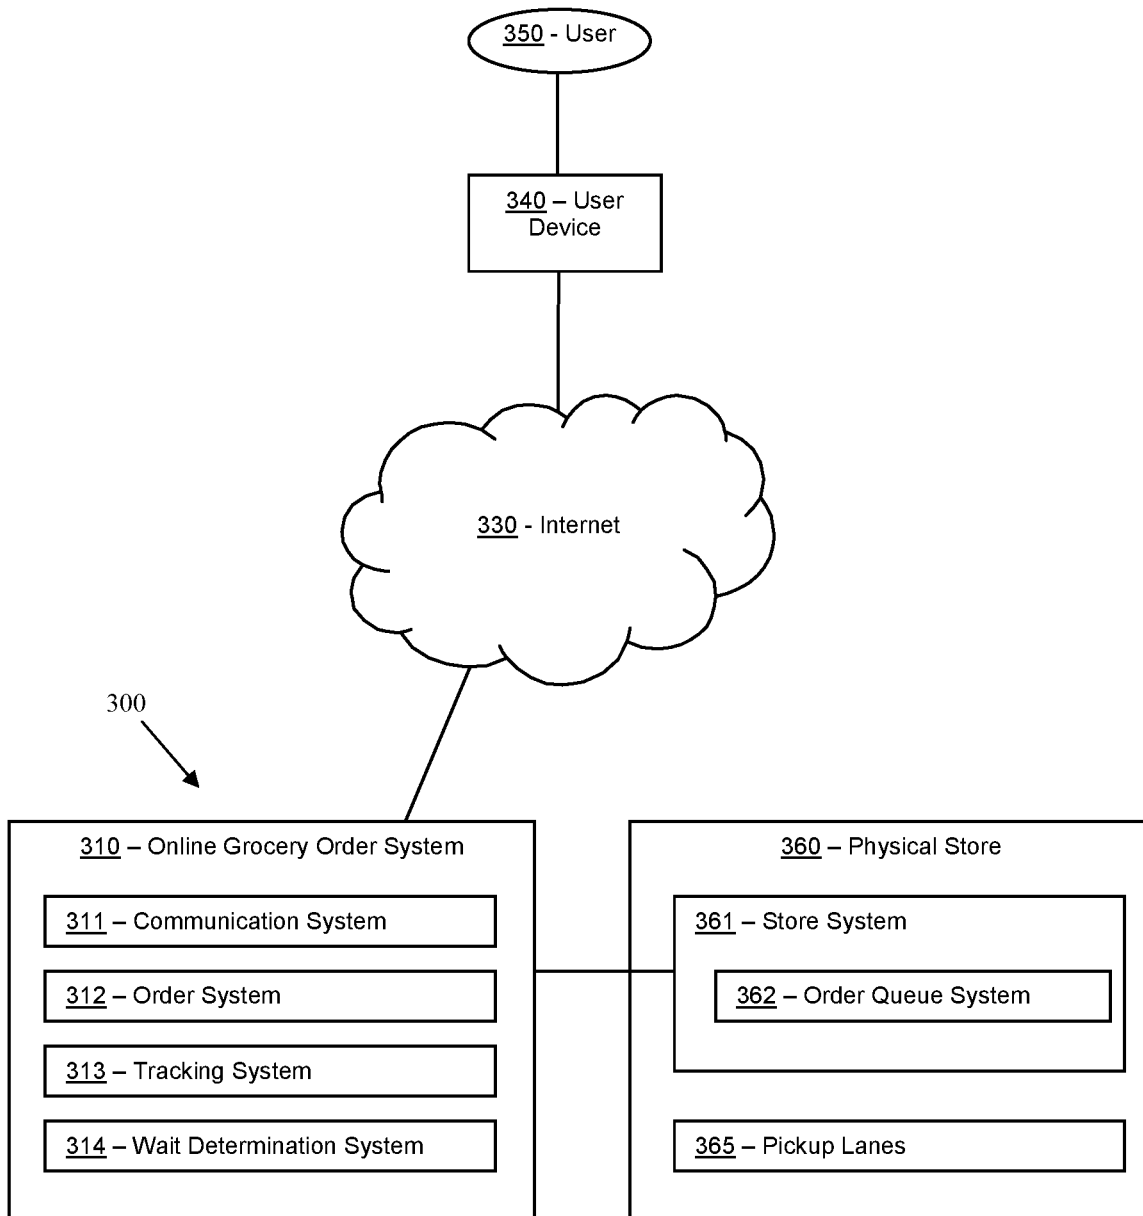 350 - User
340 – User
Device
330 - Internet
300
310 – Online Grocery Order System
311 – Communication System
312 – Order System
313 – Tracking System
314 – Wait Determination System
360 – Physical Store
361 – Store System
362 – Order Queue System
365 – Pickup Lanes